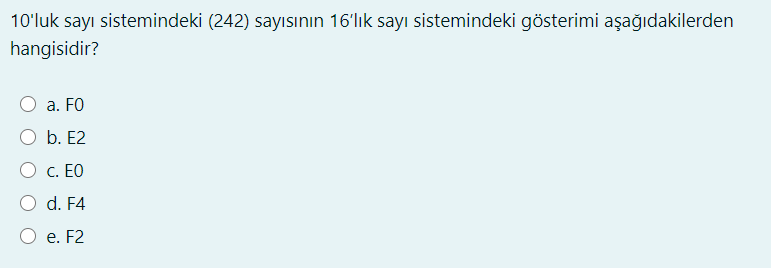 10'luk sayı sistemindeki (242) sayısının 16'lık sayı sistemindeki gösterimi aşağıdakilerden
hangisidir?
a. F0
b. E2
c. E0
d. F4
e. F2